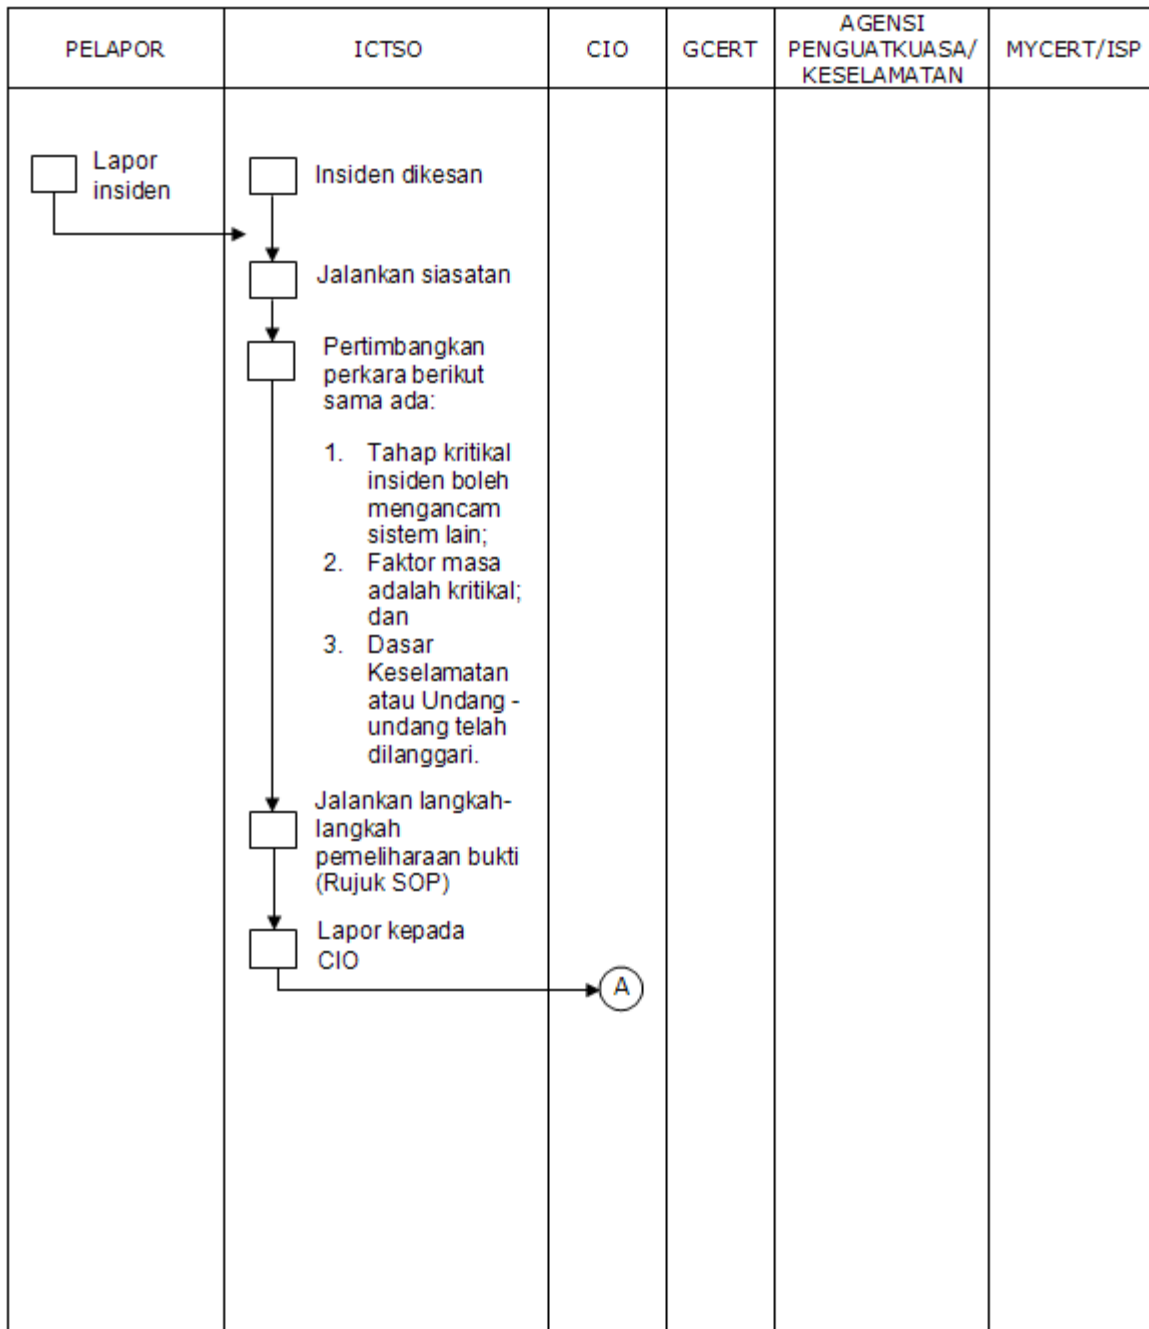 PELAPOR
ICTSO
CIO
GCERT
AGENSI
PENGUATKUASA/
KESELAMATAN
MYCERT/ISP
Lapor
insiden
Insiden dikesan
Jalankan siasatan
Pertimbangkan
perkara berikut
sama ada:
1. Tahap kritikal
insiden boleh
mengancam
sistem lain;
2. Faktor masa
adalah kritikal;
dan
3. Dasar
Keselamatan
atau Undang -
undang telah
dilanggari.
Jalankan langkah-
langkah
pemeliharaan bukti
(Rujuk SOP)
Lapor kepada
CIO
A